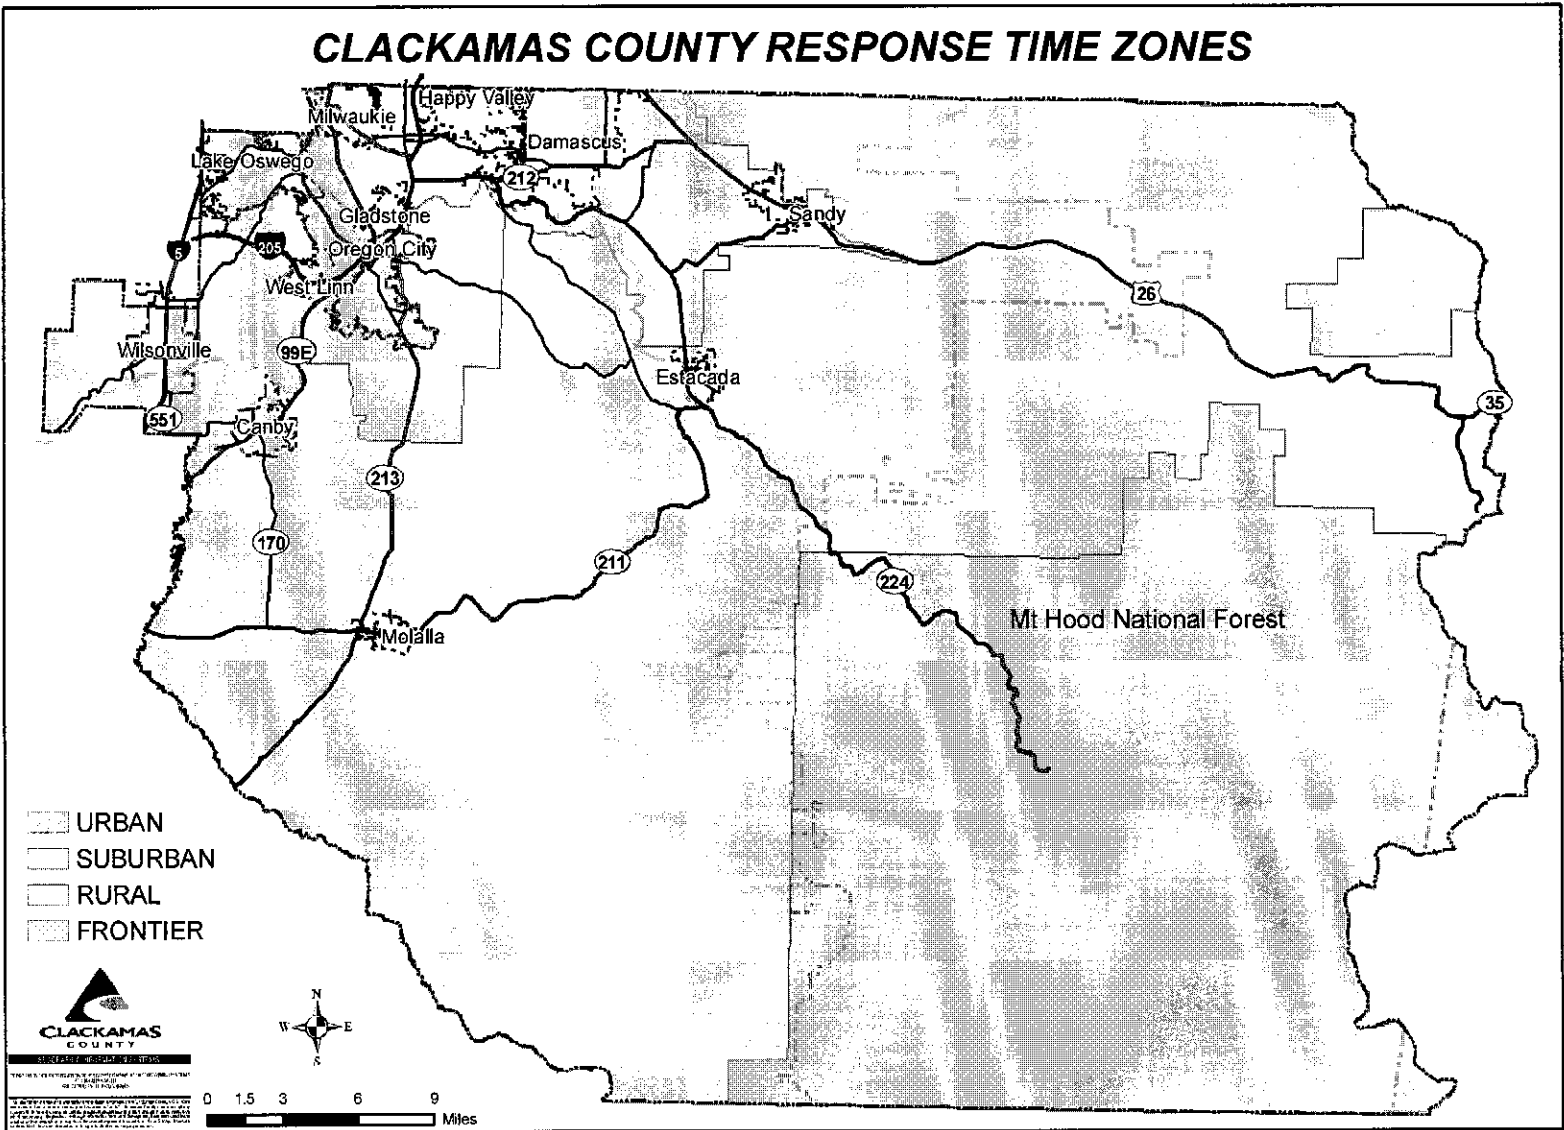 CLACKAMAS COUNTY RESPONSE TIME ZONES
Happy Valley
Milwaukie
Damascus
Lake Oswego
212
Gladstone
Sandy
5
205
Oregon City
West Linn
26
Wilsonville
99E
Estacada
35
551
Canby
213
170
211
224
Mt Hood National Forest
Molalla
URBAN
SUBURBAN
RURAL
FRONTIER
CLACKAMAS
COUNTY
N
W E
S
0 1.5 3 6 9
Miles